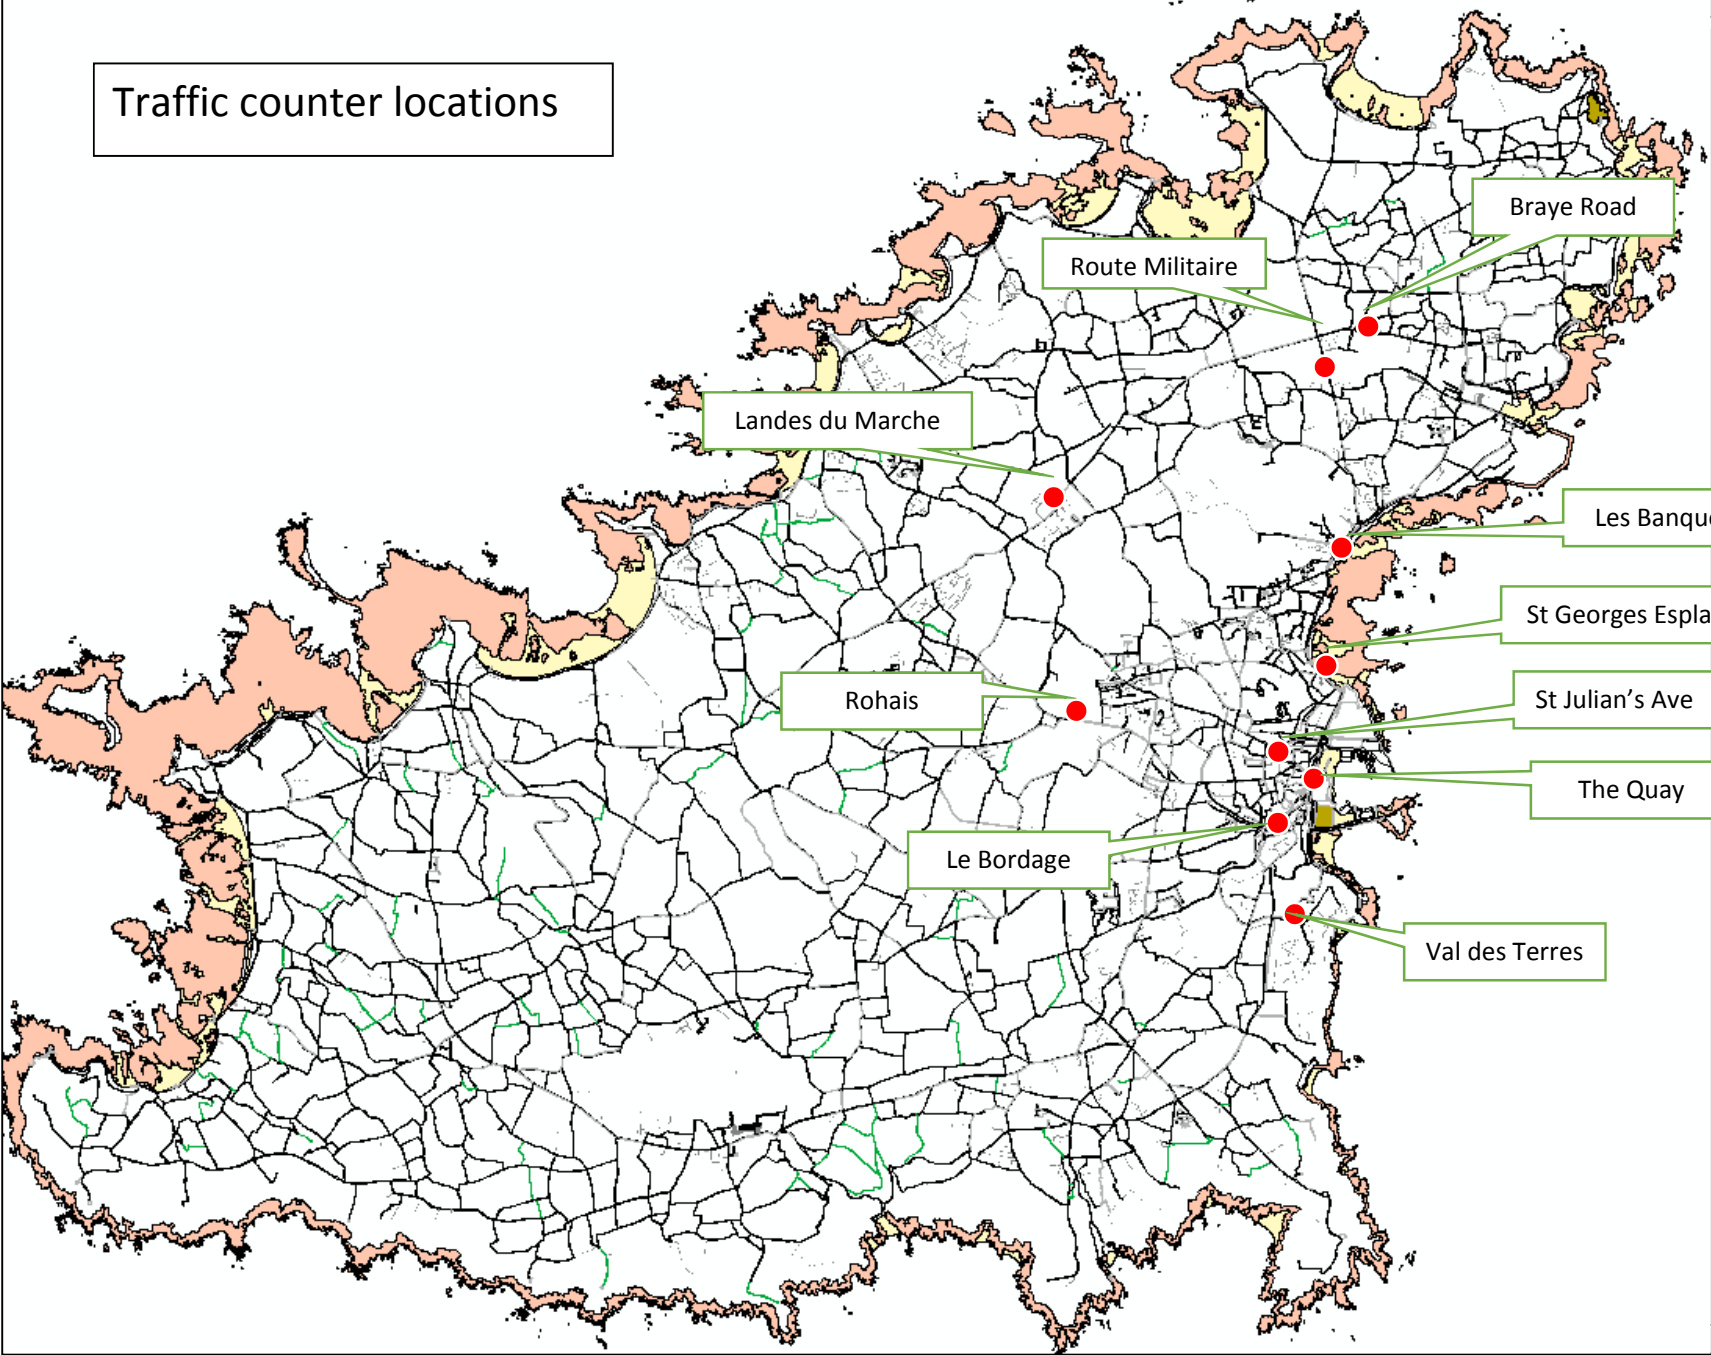 Traffic counter locations
Braye Road
Route Militaire
Landes du Marche
Les Banqu
St Georges Espla
Rohais
St Julian’s Ave
The Quay
Le Bordage
Val des Terres